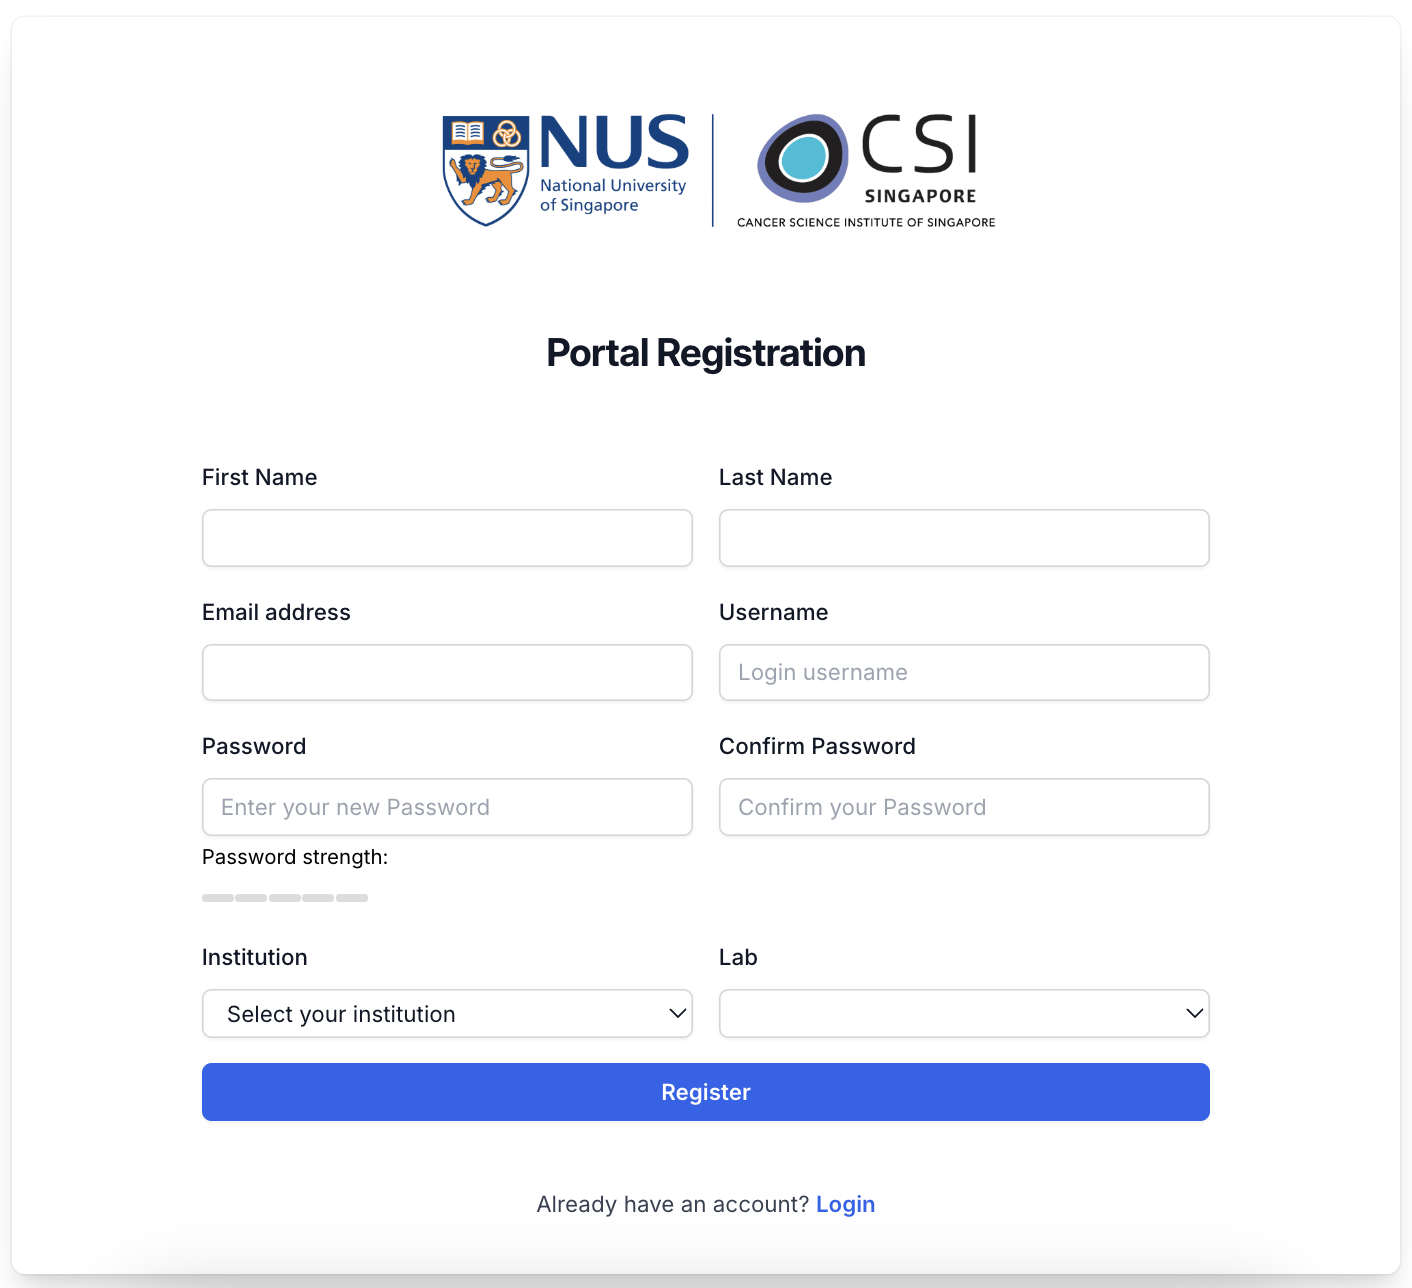 NUS
National University
of Singapore
CSI
SINGAPORE
CANCER SCIENCE INSTITUTE OF SINGAPORE
Portal Registration
First Name
Last Name
Email address
Username
Login username
Password
Confirm Password
Enter your new Password
Confirm your Password
Password strength:
Institution
Lab
Select your institution
Register
Already have an account? Login